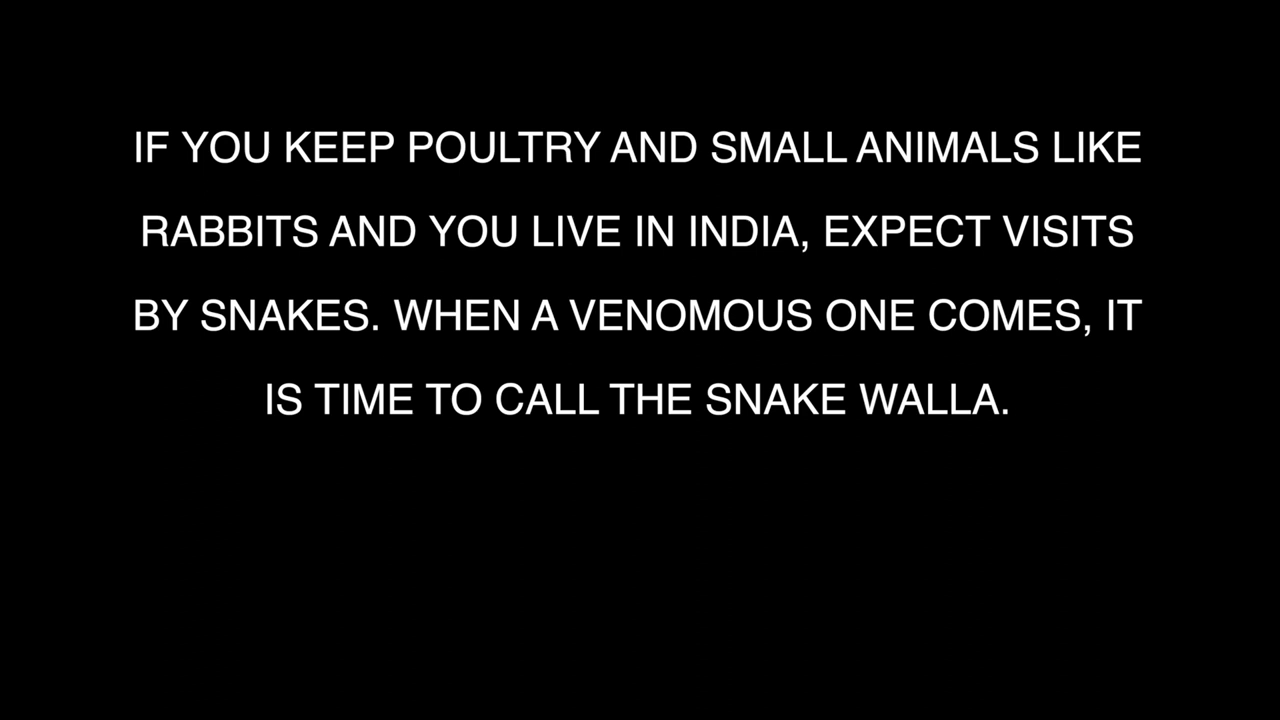 IF YOU KEEP POULTRY AND SMALL ANIMALS LIKE
RABBITS AND YOU LIVE IN INDIA, EXPECT VISITS
BY SNAKES. WHEN A VENOMOUS ONE COMES, IT
IS TIME TO CALL THE SNAKE WALLA.